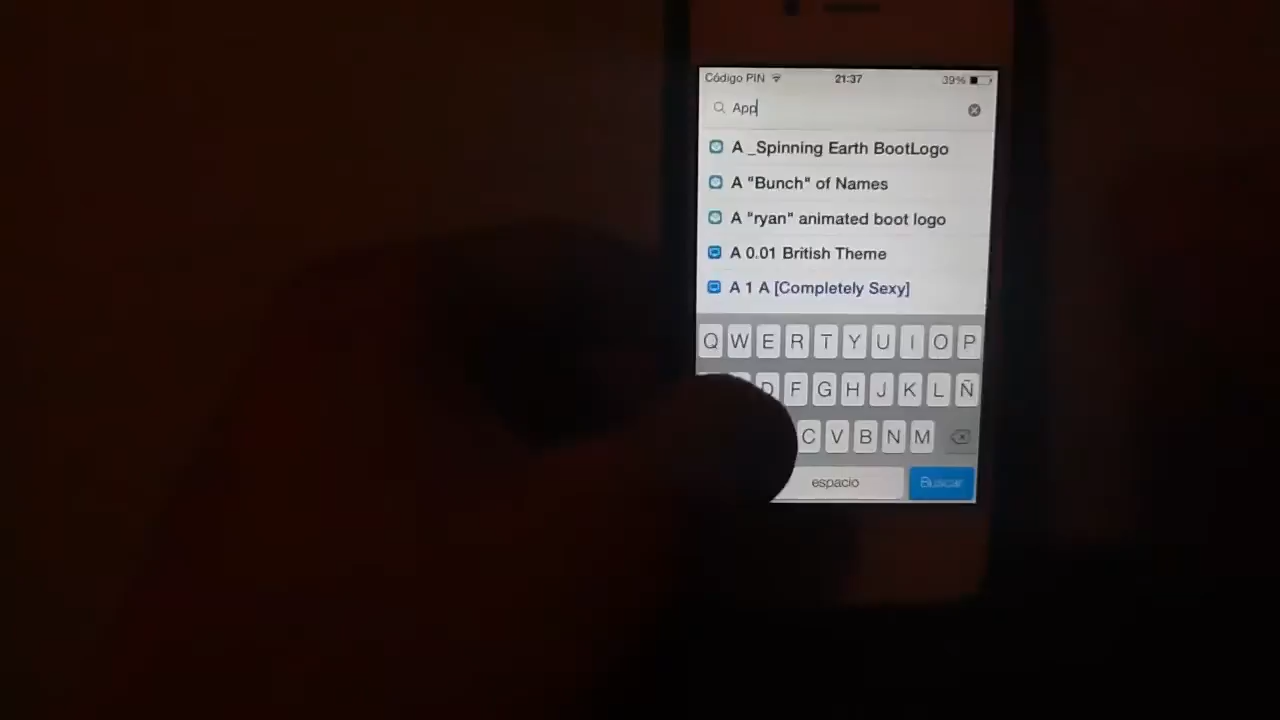 Código PIN 21:37 39%
App
A _Spinning Earth BootLogo
A "Bunch" of Names
A "ryan" animated boot logo
A 0.01 British Theme
A 1 A [Completely Sexy]
Q W E R T Y U I O P
D F G H J K L Ñ
C V B N M
espacio Buscar